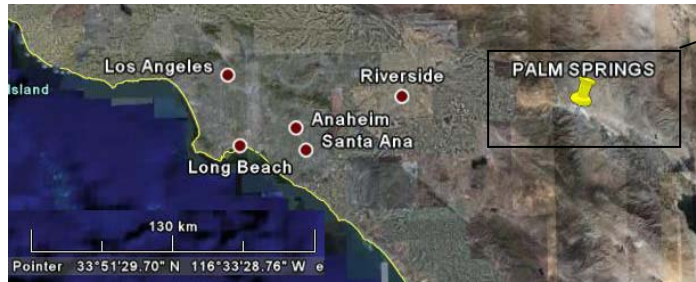 Los Angeles
Riverside
PALM SPRINGS
Island
Anaheim
Santa Ana
Long Beach
130 km
Pointer 33°51'29.70" N 116°33'28.76" W e